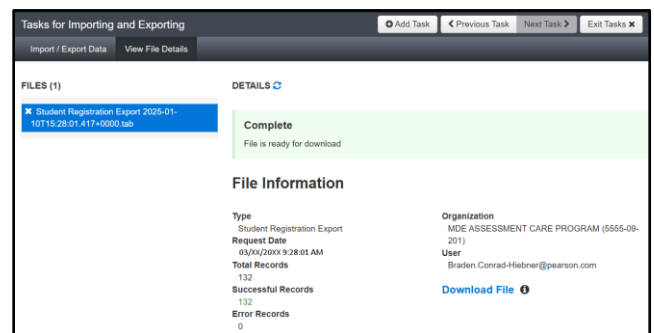 Tasks for Importing and Exporting
Add Task
Previous Task
Next Task
Exit Tasks
Import / Export Data
View File Details
FILES (1)
Student Registration Export 2025-01-
10T15:28:01.417+0000.tab
DETAILS
Complete
File is ready for download
File Information
Type
Student Registration Export
Request Date
03/XX/20XX 9:28:01 AM
Total Records
132
Successful Records
132
Error Records
0
Organization
MDE ASSESSMENT CARE PROGRAM (5555-09-
201)
User
Braden.Conrad-Hiebner@pearson.com
Download File